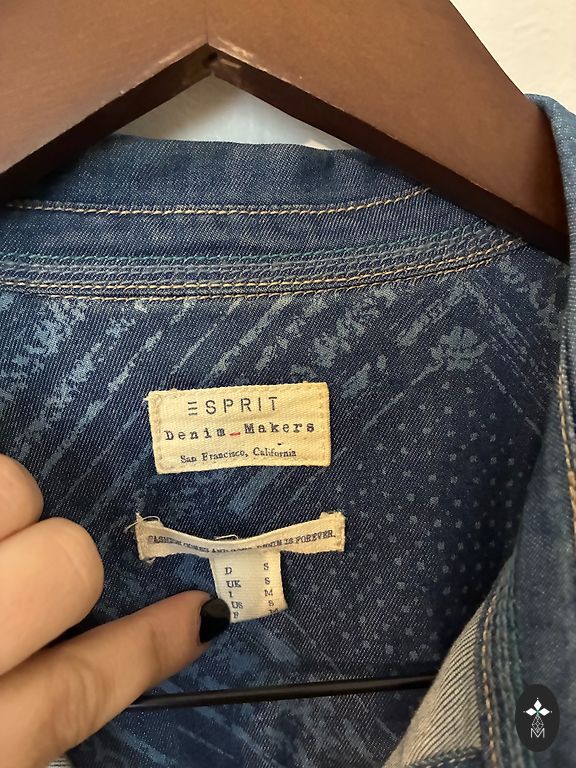 ESPRIT
Denim_Makers
San Francisco, California
FASHION COMES AND GOES, DENIM IS FOREVER.
D S
UK S
I M
US S
F M
M